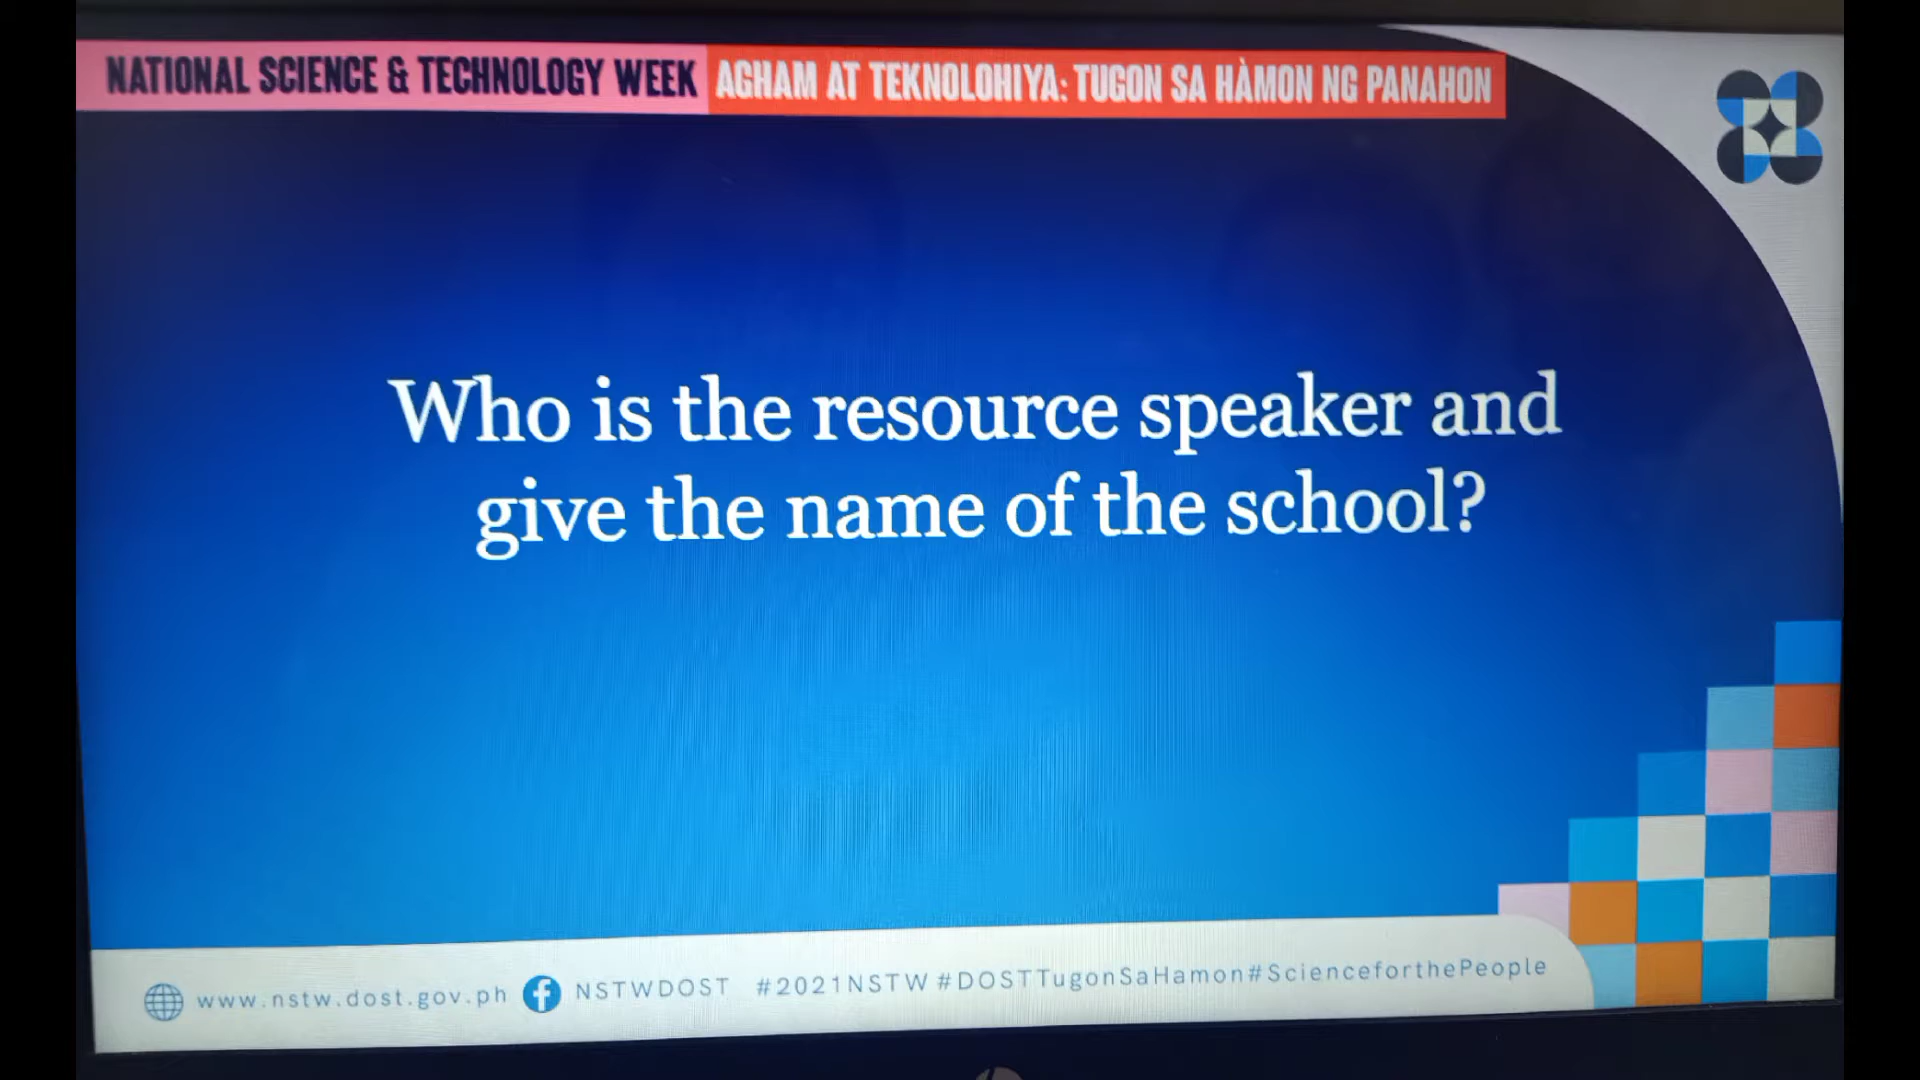 NATIONAL SCIENCE & TECHNOLOGY WEEK AGHAM AT TEKNOLOHIYA: TUGON SA HÀMON NG PANAHON
Who is the resource speaker and
give the name of the school?
www.nstw.dost.gov.ph NSTWDOST #2021NSTW #DOSTTugonSaHamon#ScienceforthePeople